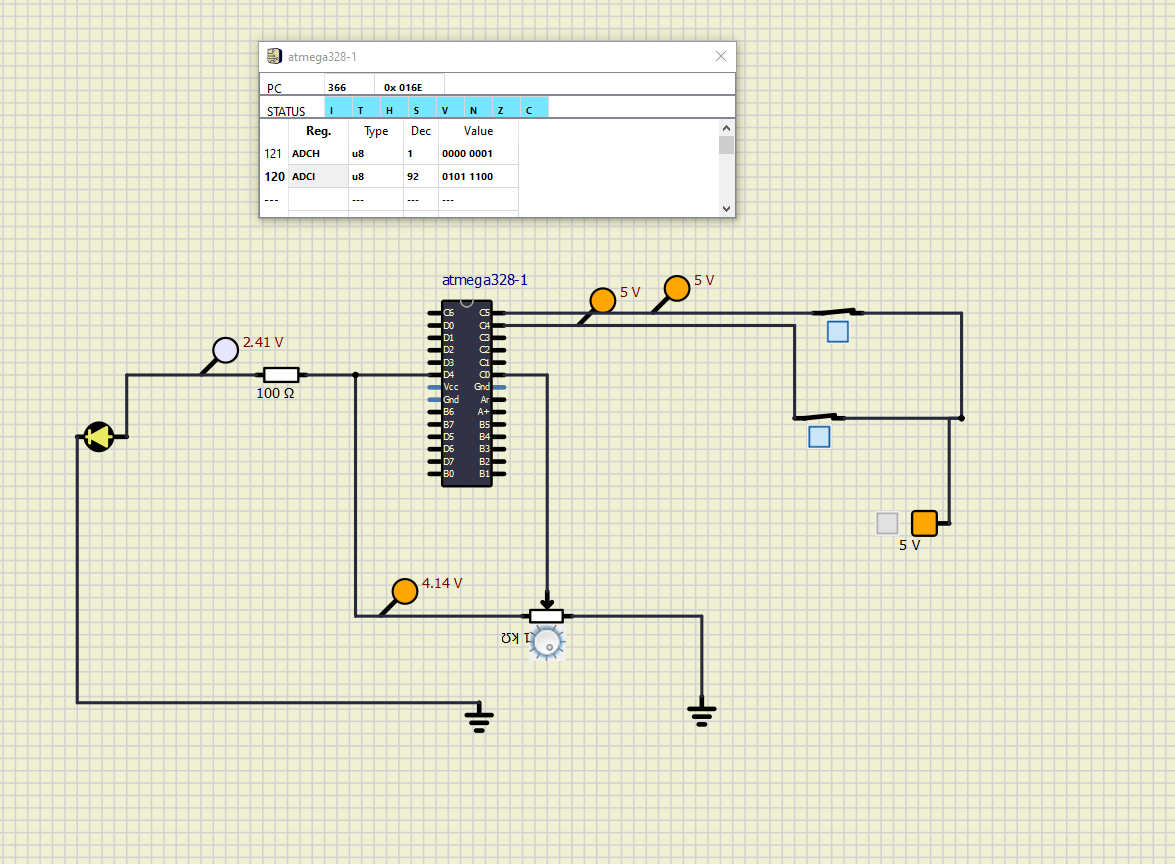 atmega328-1
PC 366 0x 016E
STATUS I T H S V N Z C
Reg. Type Dec Value
121 ADCH u8 1 0000 0001
120 ADCI u8 92 0101 1100
--- --- --- ---
atmega328-1
5 V
5 V
2.41 V
100 Ω
C6 C5
D0 C4
D1 C3
D2 C2
D3 C1
D4 C0
Vcc Gnd
Gnd Ar
B6 A+
B7 B5
D5 B4
D6 B3
D7 B2
B0 B1
5 V
4.14 V
1 kΩ